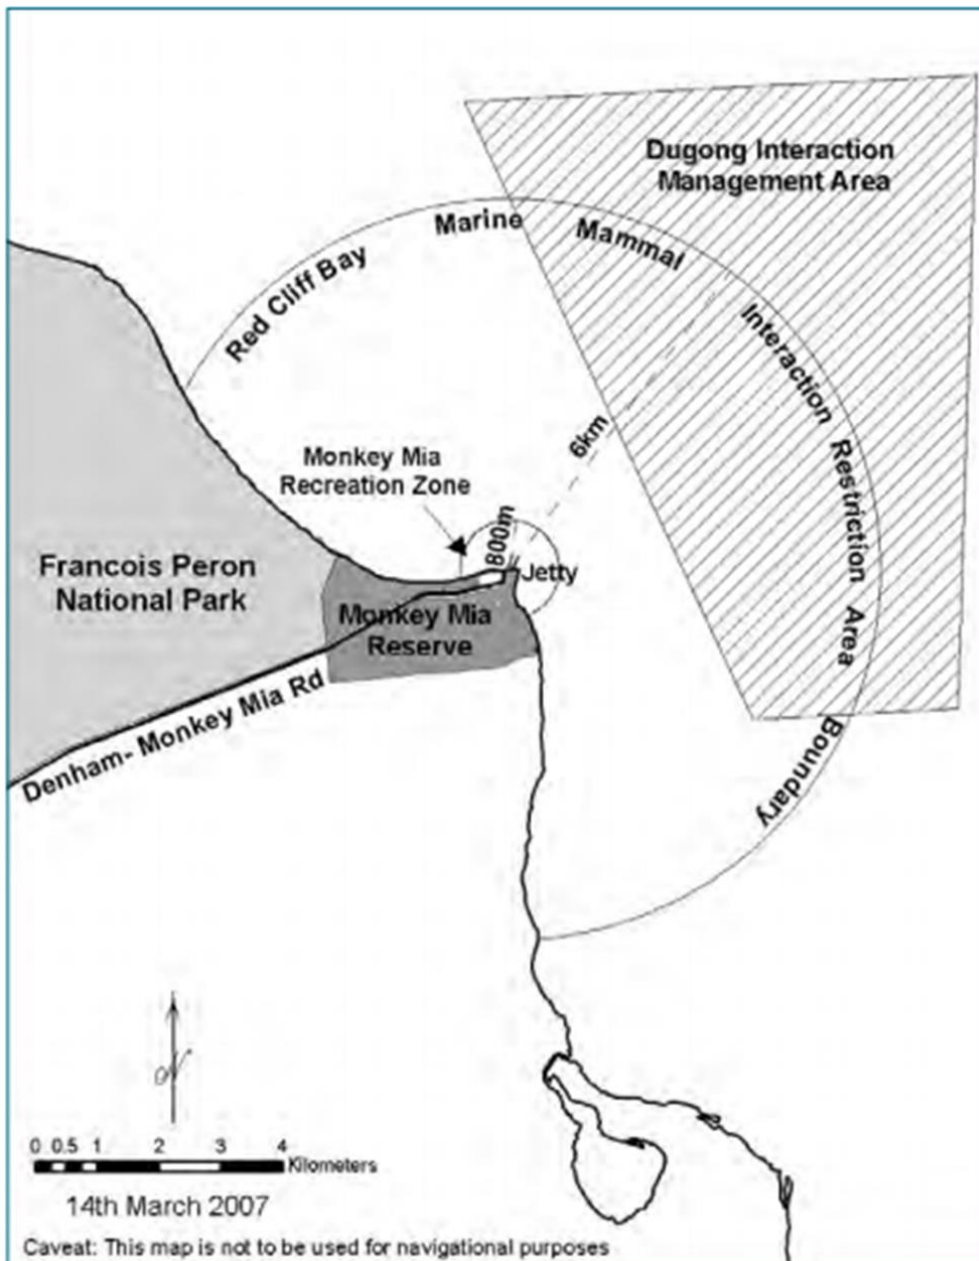 Dugong Interaction
Management Area
Red Cliff Bay Marine Mammal Interaction Restriction Area Boundary
6km
Monkey Mia
Recreation Zone
800m
Jetty
Francois Peron
National Park
Monkey Mia
Reserve
Denham- Monkey Mia Rd
0 0.5 1 2 3 4
Kilometers
14th March 2007
Caveat: This map is not to be used for navigational purposes